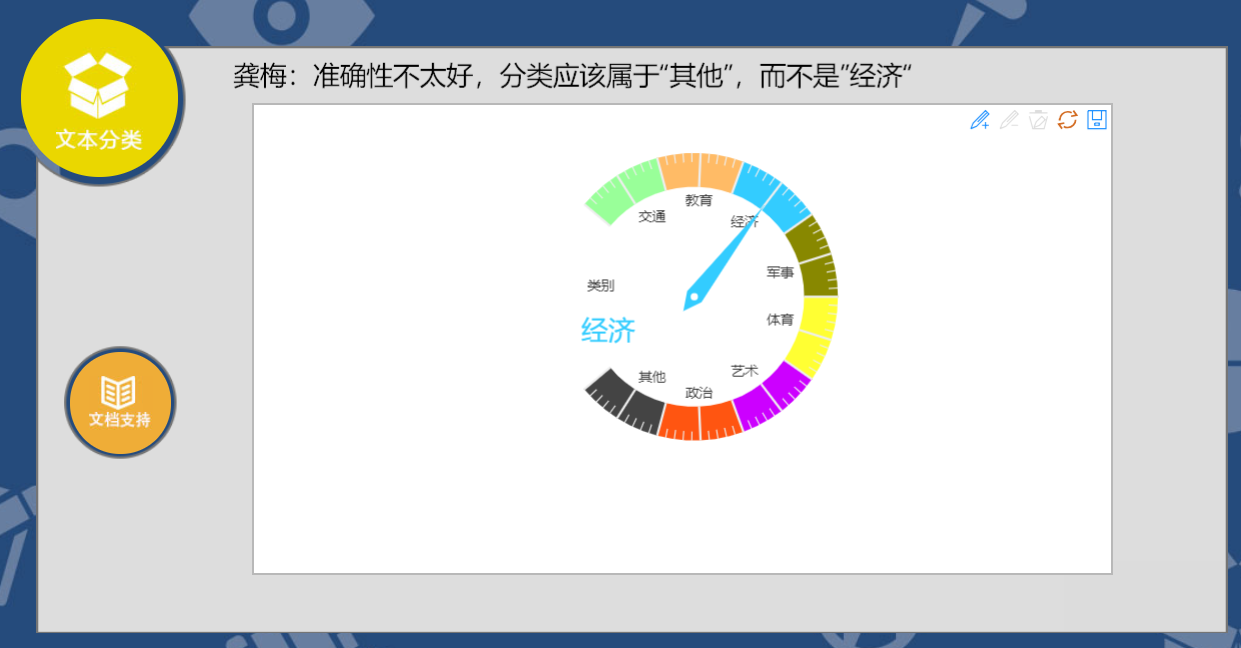 龚梅：准确性不太好，分类应该属于“其他”，而不是”经济“
文本分类
教育
交通
经济
军事
类别
体育
经济
艺术
其他
政治
文档支持